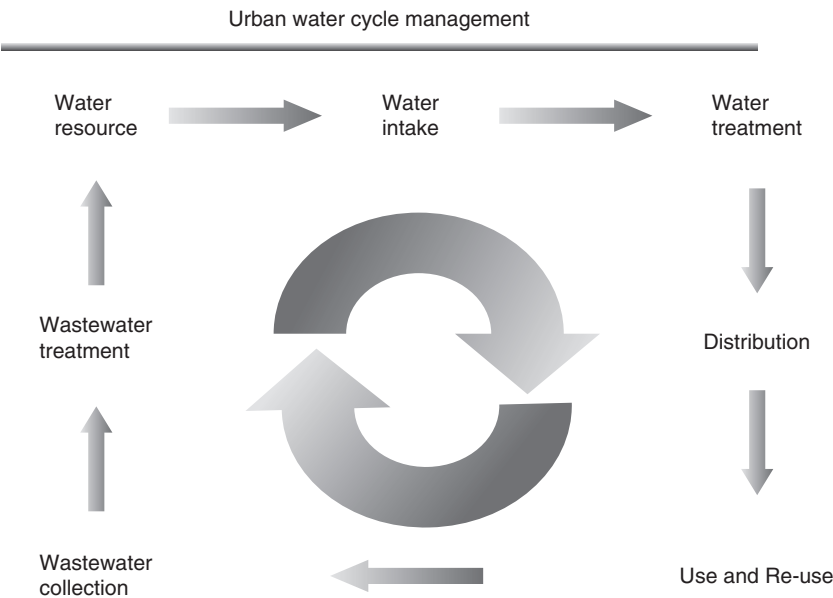 Urban water cycle management
Water
resource
Water
intake
Water
treatment
Wastewater
treatment
Distribution
Wastewater
collection
Use and Re-use